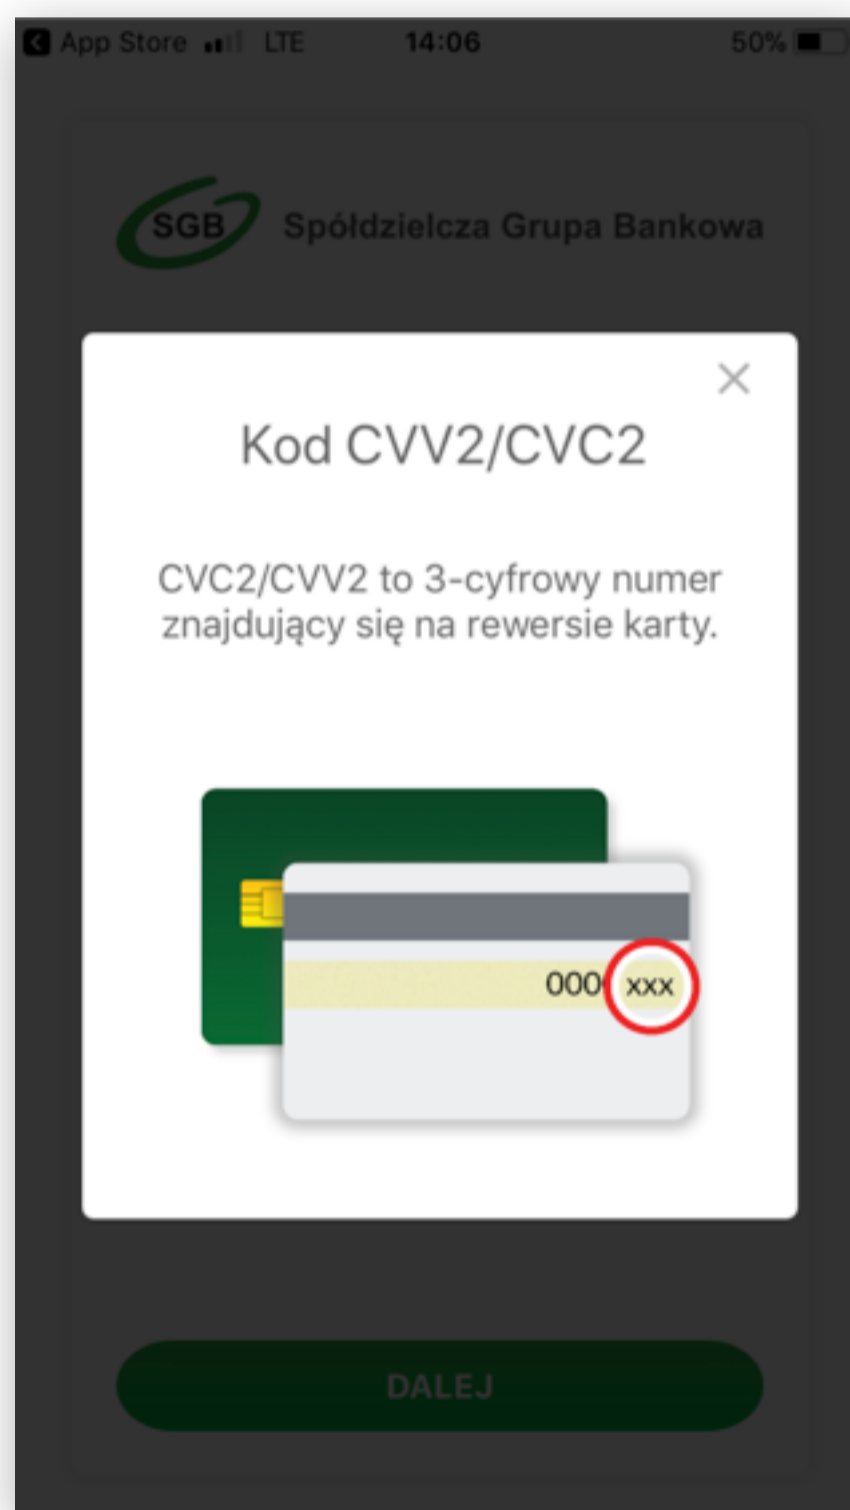 App Store LTE 14:06 50%
SGB Spółdzielcza Grupa Bankowa
Kod CVV2/CVC2
CVC2/CVV2 to 3-cyfrowy numer
znajdujący się na rewersie karty.
000 xxx
DALEJ